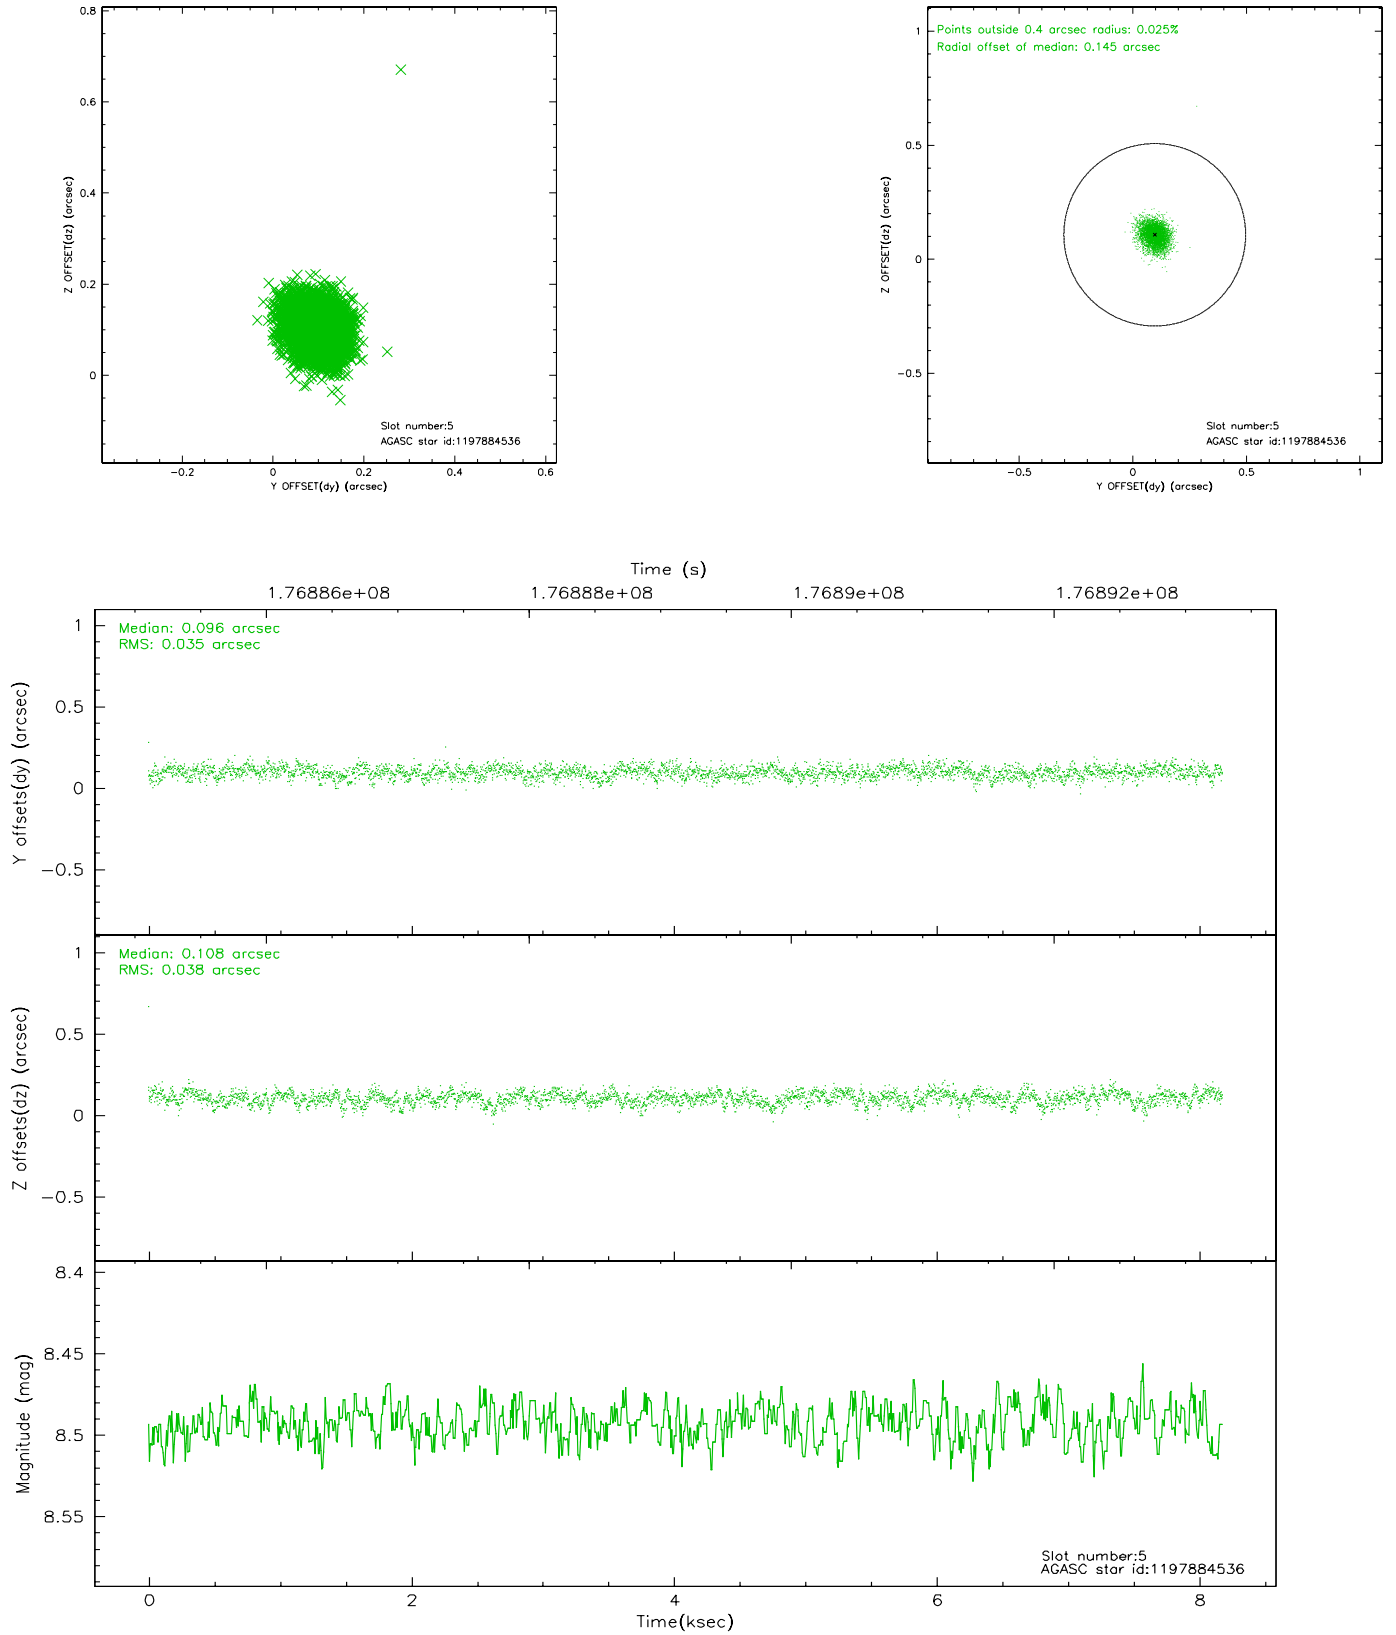 0.8
0.6
0.4
0.2
0
Z OFFSET(dz) (arcsec)
Slot number:5
AGASC star id:1197884536
−0.2 0 0.2 0.4 0.6
Y OFFSET(dy) (arcsec)
Points outside 0.4 arcsec radius: 0.025%
Radial offset of median: 0.145 arcsec
1
0.5
0
−0.5
Z OFFSET(dz) (arcsec)
Slot number:5
AGASC star id:1197884536
−0.5 0 0.5 1
Y OFFSET(dy) (arcsec)
Time (s)
1.76886e+08 1.76888e+08 1.7689e+08 1.76892e+08
Median: 0.096 arcsec
RMS: 0.035 arcsec
1
0.5
0
−0.5
Y offsets(dy) (arcsec)
Median: 0.108 arcsec
RMS: 0.038 arcsec
1
0.5
0
−0.5
Z offsets(dz) (arcsec)
8.4
8.45
8.5
8.55
Magnitude (mag)
Slot number:5
AGASC star id:1197884536
0 2 4 6 8
Time(ksec)